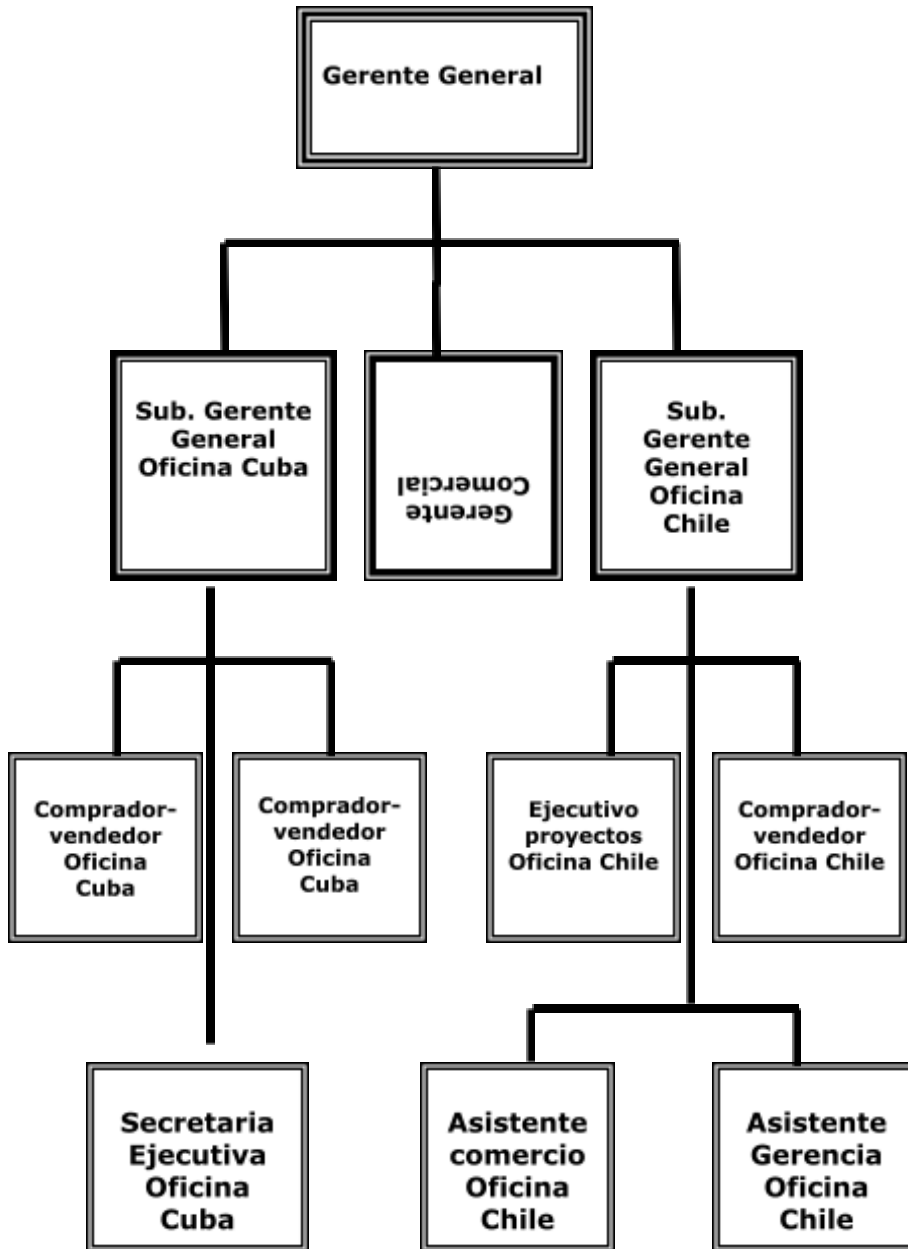 Gerente General
Sub. Gerente
General
Oficina Cuba
Gerente
Comercial
Sub.
Gerente
General
Oficina
Chile
Comprador-
vendedor
Oficina
Cuba
Comprador-
vendedor
Oficina
Cuba
Ejecutivo
proyectos
Oficina Chile
Comprador-
vendedor
Oficina Chile
Secretaria
Ejecutiva
Oficina
Cuba
Asistente
comercio
Oficina
Chile
Asistente
Gerencia
Oficina
Chile